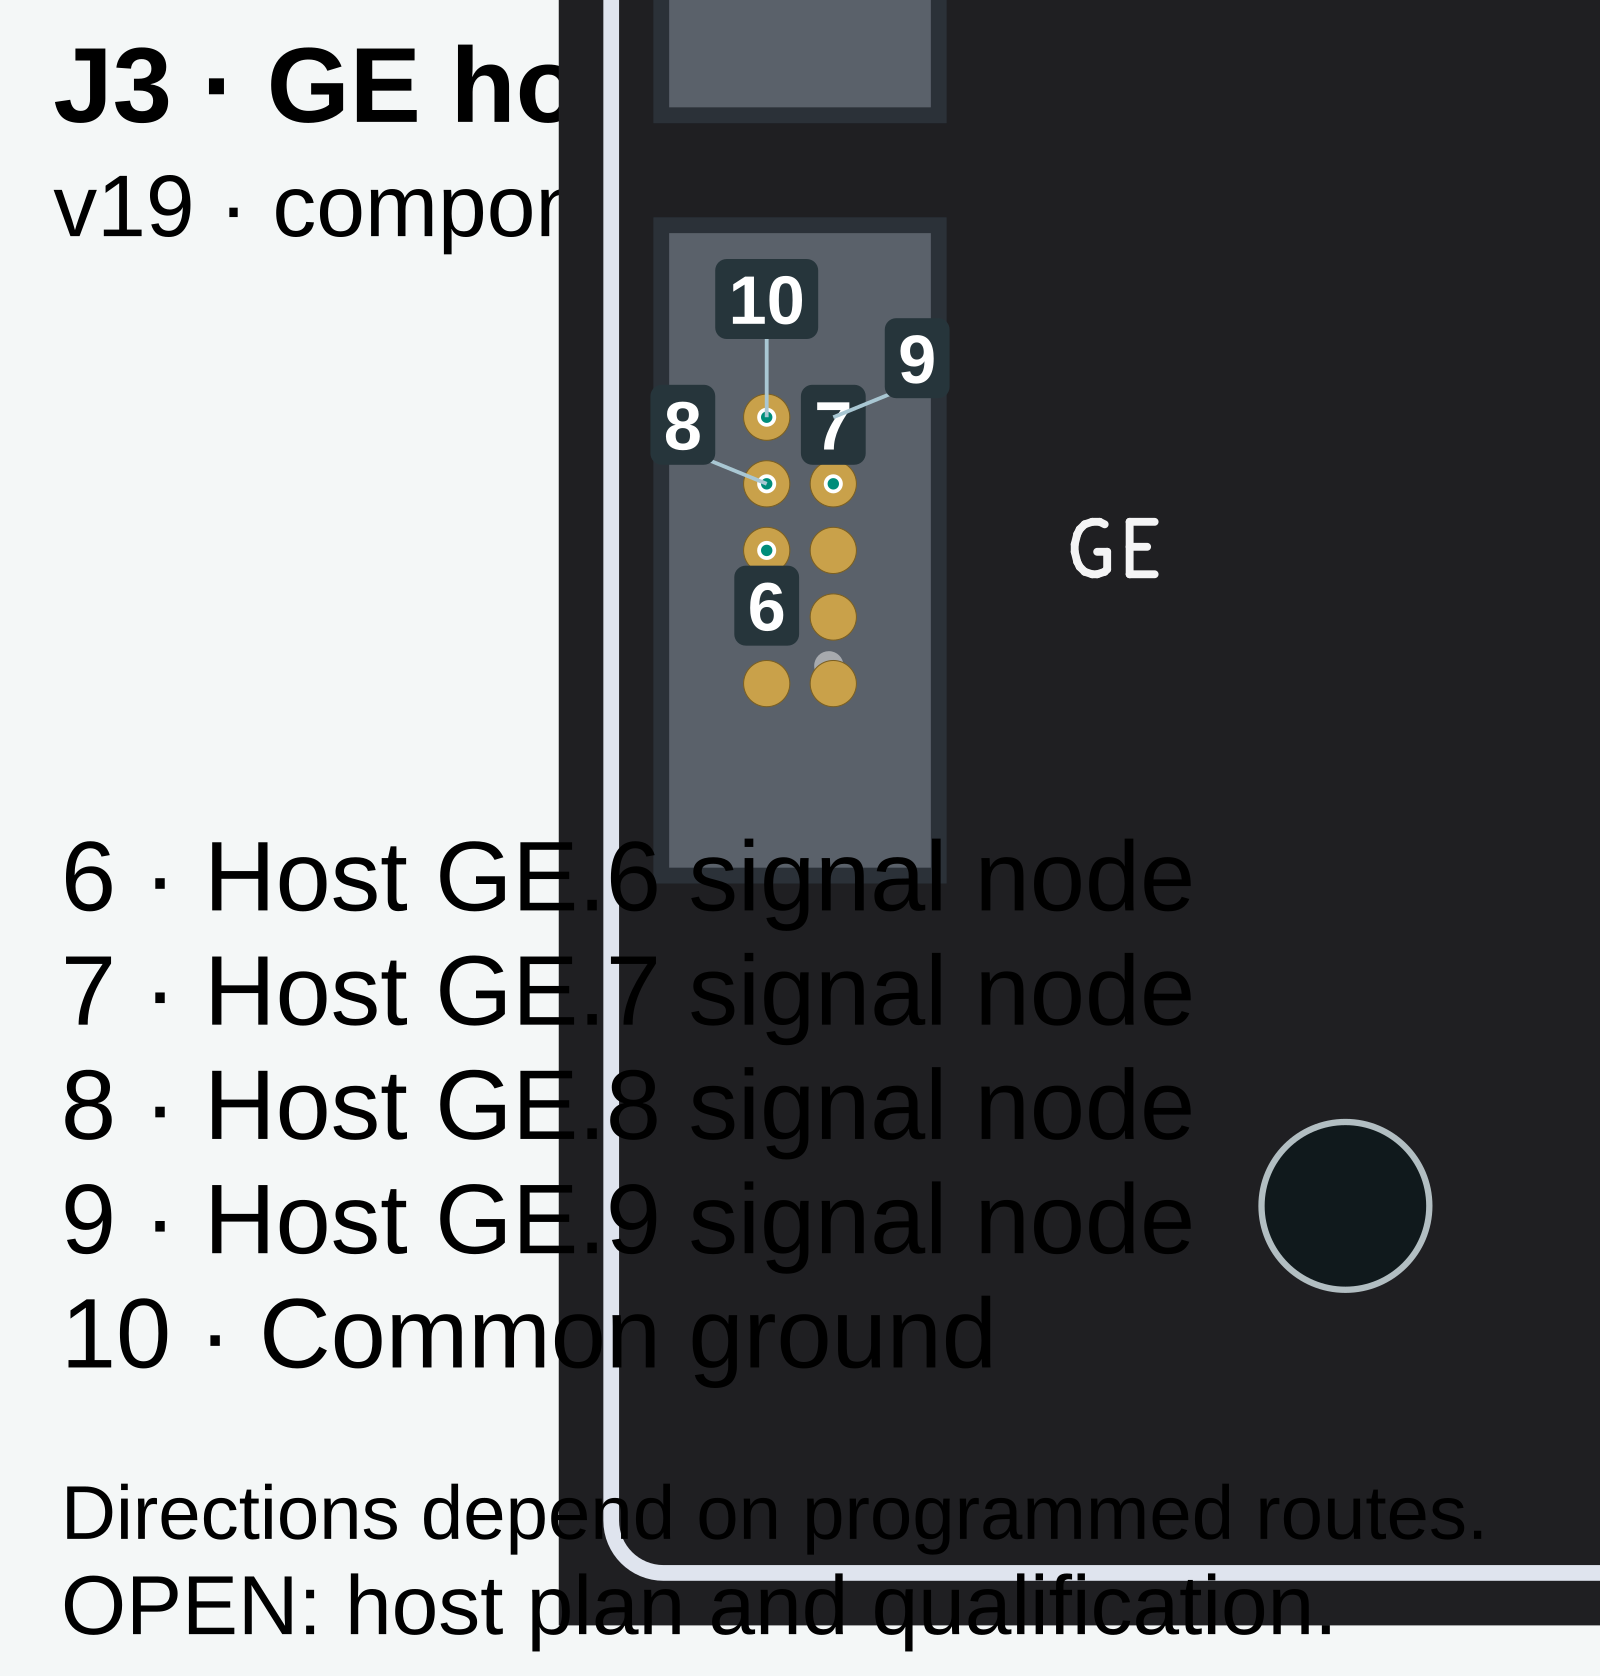 J3 · GE ho
v19 · compon
10
9
8
7
6
GE
6 · Host GE.6 signal node
7 · Host GE.7 signal node
8 · Host GE.8 signal node
9 · Host GE.9 signal node
10 · Common ground
Directions depend on programmed routes.
OPEN: host plan and qualification.